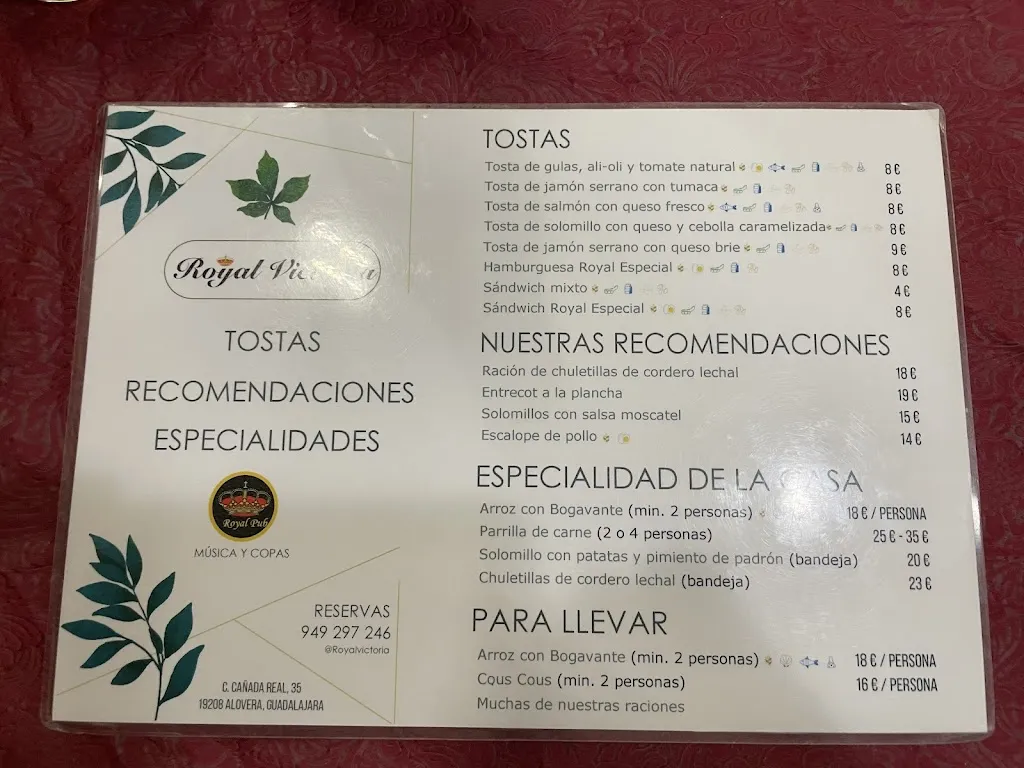 Royal Vic
TOSTAS
RECOMENDACIONES
ESPECIALIDADES
Royal Pub
MÚSICA Y COPAS
RESERVAS
949 297 246
@Royalvictoria
C. CAÑADA REAL, 35
19208 ALOVERA, GUADALAJARA
TOSTAS
Tosta de gulas, ali-oli y tomate natural 8€
Tosta de jamón serrano con tumaca 8€
Tosta de salmón con queso fresco 8€
Tosta de solomillo con queso y cebolla caramelizada 8€
Tosta de jamón serrano con queso brie 9€
Hamburguesa Royal Especial 8€
Sándwich mixto 4€
Sándwich Royal Especial 8€
NUESTRAS RECOMENDACIONES
Ración de chuletillas de cordero lechal 18€
Entrecot a la plancha 19€
Solomillos con salsa moscatel 15€
Escalope de pollo 14€
ESPECIALIDAD DE LA CASA
Arroz con Bogavante (min. 2 personas) 18€ / PERSONA
Parrilla de carne (2 o 4 personas) 25€ - 35€
Solomillo con patatas y pimiento de padrón (bandeja) 20€
Chuletillas de cordero lechal (bandeja) 23€
PARA LLEVAR
Arroz con Bogavante (min. 2 personas) 18€ / PERSONA
Cous Cous (min. 2 personas) 16€ / PERSONA
Muchas de nuestras raciones